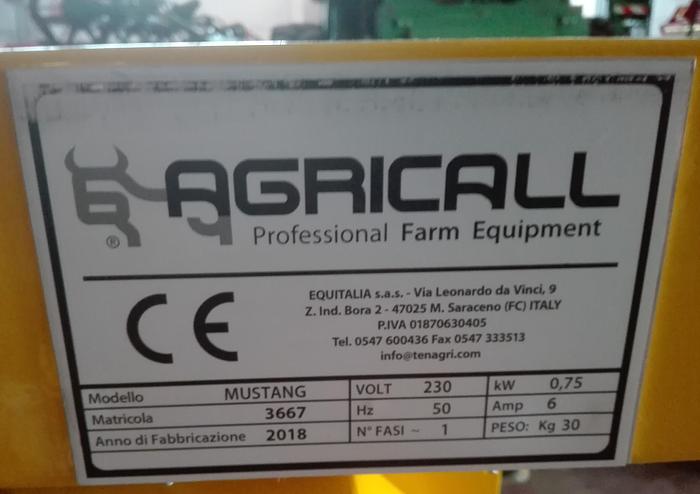 AGRICALL
®
Professional Farm Equipment
CE
EQUITALIA s.a.s. - Via Leonardo da Vinci, 9
Z. Ind. Bora 2 - 47025 M. Saraceno (FC) ITALY
P.IVA 01870630405
Tel. 0547 600436 Fax 0547 333513
info@tenagri.com
Modello MUSTANG VOLT 230 kW 0,75
Matricola 3667 Hz 50 Amp 6
Anno di Fabbricazione 2018 N° FASI ~ 1 PESO: Kg 30